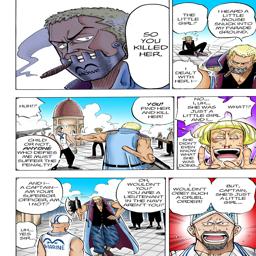 I HEARD A
LITTLE
MOUSE
SNUCK INTO
MY PARADE
GROUND.
THE
LITTLE
GIRL?
I
DEALT
WITH
HER, I...
SO
YOU
KILLED
HER.
WHAT?!
NO...
I, UH...
SHE WAS
JUST A
LITTLE GIRL
AND I...
SHE
DIDN'T
EVEN
KNOW
WHAT
SHE WAS
DOING.
YOU!
FIND HER
AND KILL
HER!
HUH?!
CHILD
OR NOT,
ANYONE
WHO DEFIES
ME MUST
SUFFER THE
PENALTY!
BUT,
CAPTAIN,
SHE'S
JUST A
LITTLE
GIRL...
I
WOULDN'T
OBEY SUCH
A CRUEL
ORDER!
OH,
WOULDN'T
YOU?
YOU ARE A
LIEUTENANT
IN THE NAVY
AREN'T YOU?
AND I--A
CAPTAIN--
AM YOUR
SUPERIOR
OFFICER, AM
I NOT?
UH...
YES,
SIR.
MARINE